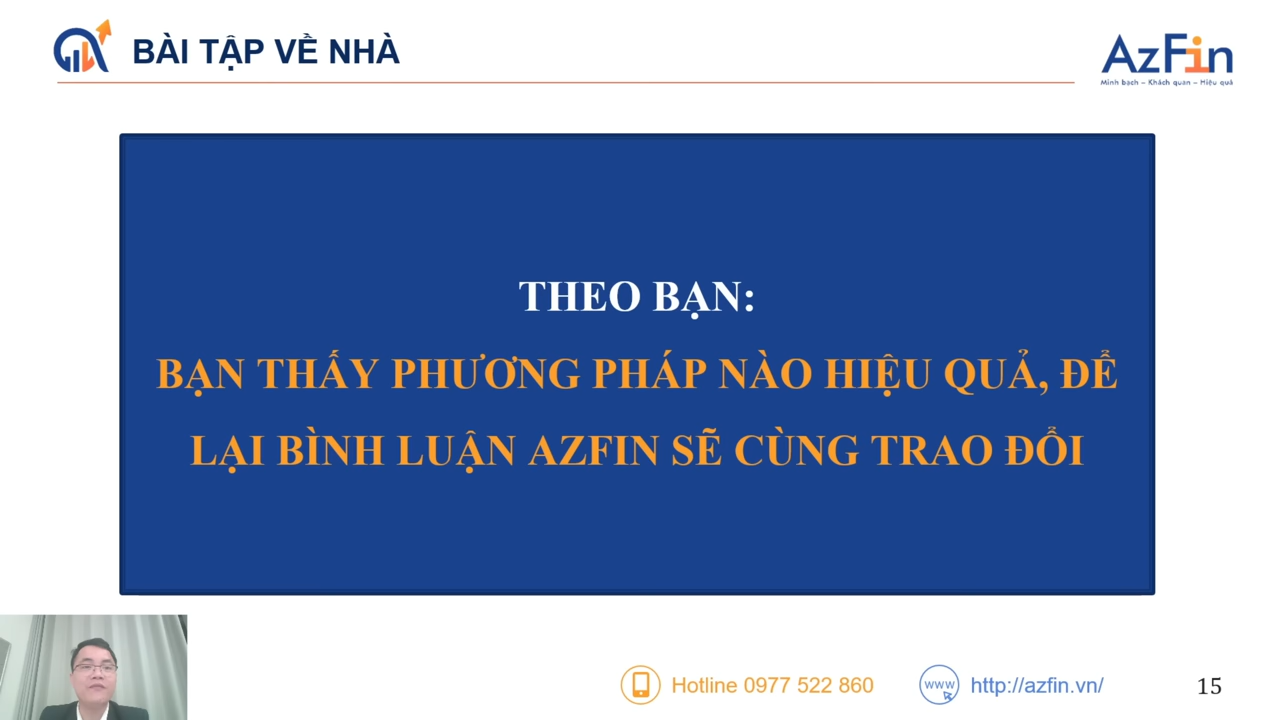 BÀI TẬP VỀ NHÀ
AzFin
Minh bạch – Khách quan – Hiệu quả
THEO BẠN:
BẠN THẤY PHƯƠNG PHÁP NÀO HIỆU QUẢ, ĐỂ
LẠI BÌNH LUẬN AZFIN SẼ CÙNG TRAO ĐỔI
Hotline 0977 522 860
www
http://azfin.vn/
15